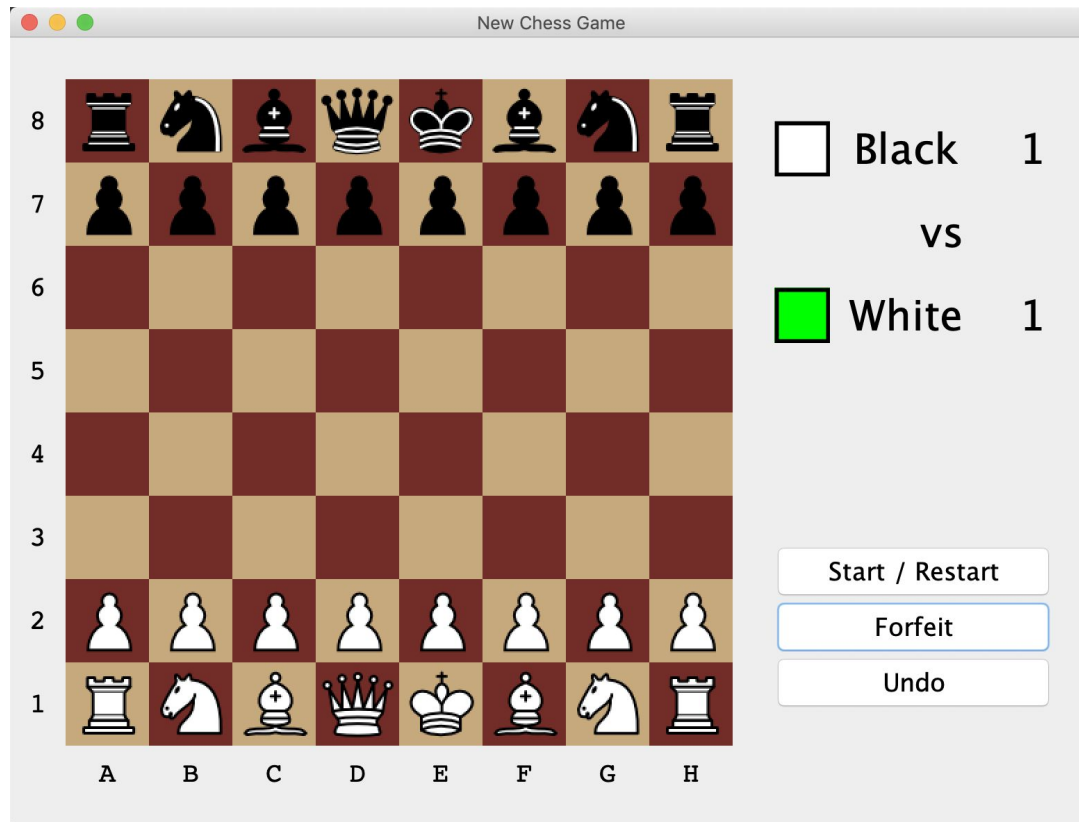 New Chess Game
8
7
6
5
4
3
2
1
A B C D E F G H
Black 1
vs
White 1
Start / Restart
Forfeit
Undo